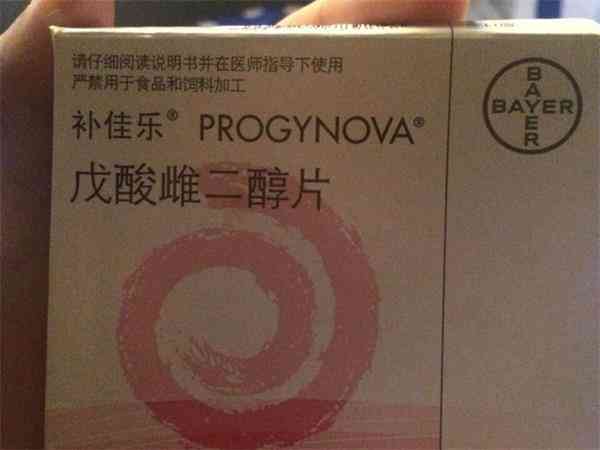 请仔细阅读说明书并在医师指导下使用
严禁用于食品和饲料加工
补佳乐® PROGYNOVA®
戊酸雌二醇片
BAYER
BAYER